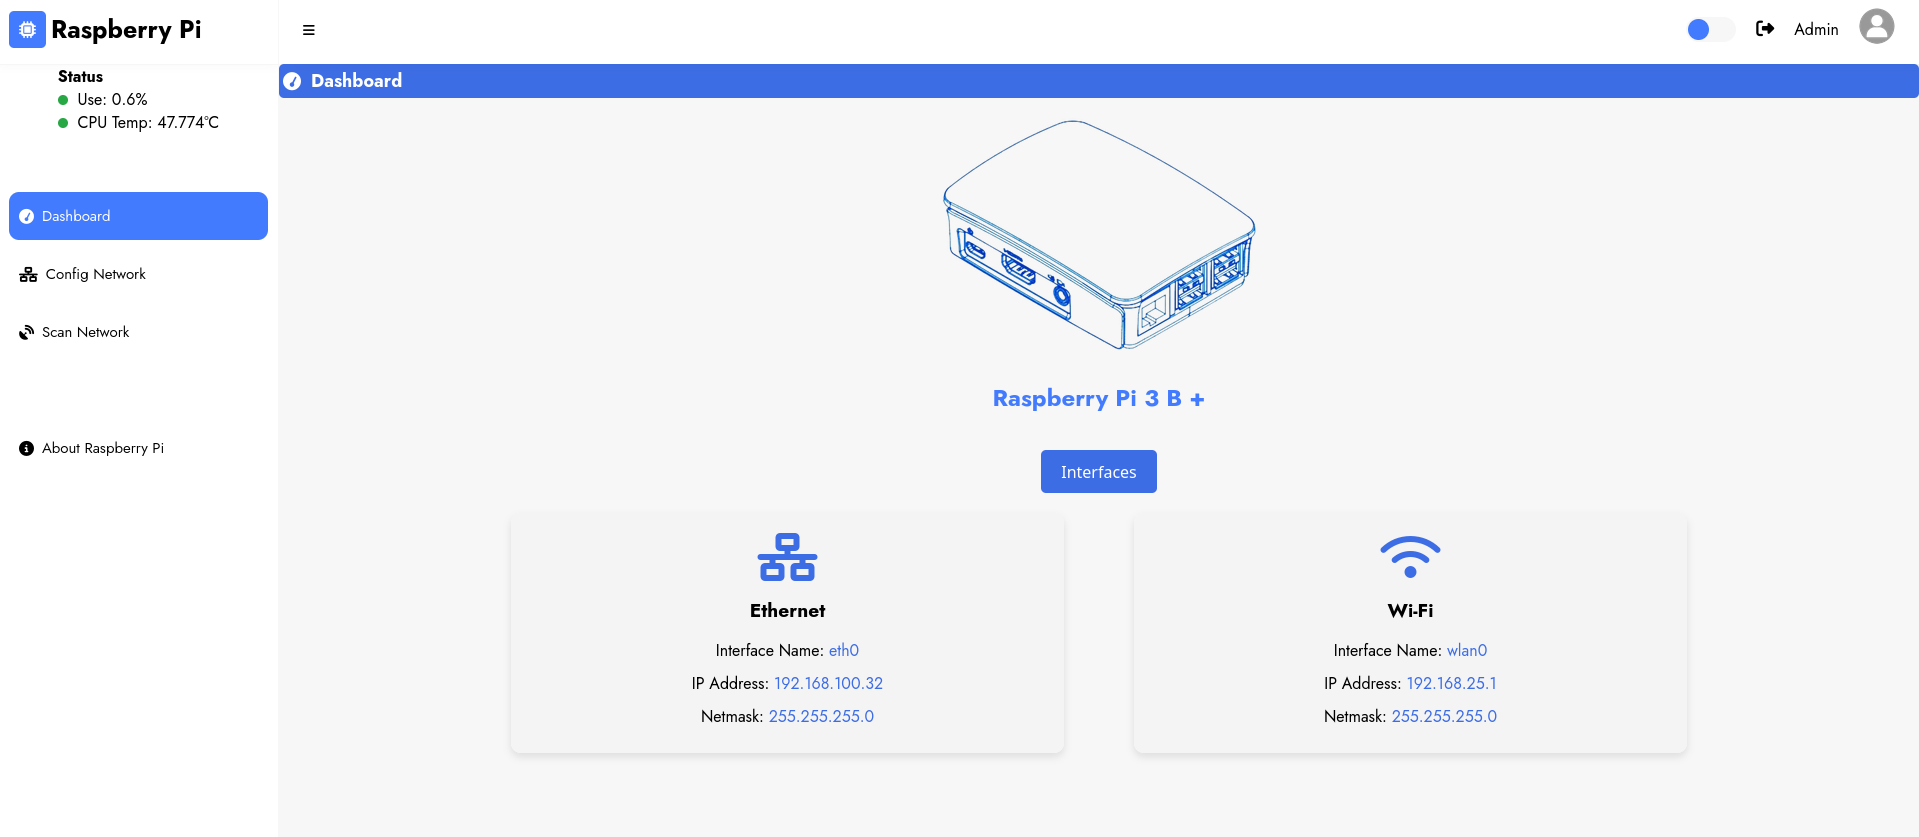 Raspberry Pi
Admin
Status
Use: 0.6%
CPU Temp: 47.774°C
Dashboard
Config Network
Scan Network
About Raspberry Pi
Dashboard
Raspberry Pi 3 B +
Interfaces
Ethernet
Interface Name: eth0
IP Address: 192.168.100.32
Netmask: 255.255.255.0
Wi-Fi
Interface Name: wlan0
IP Address: 192.168.25.1
Netmask: 255.255.255.0